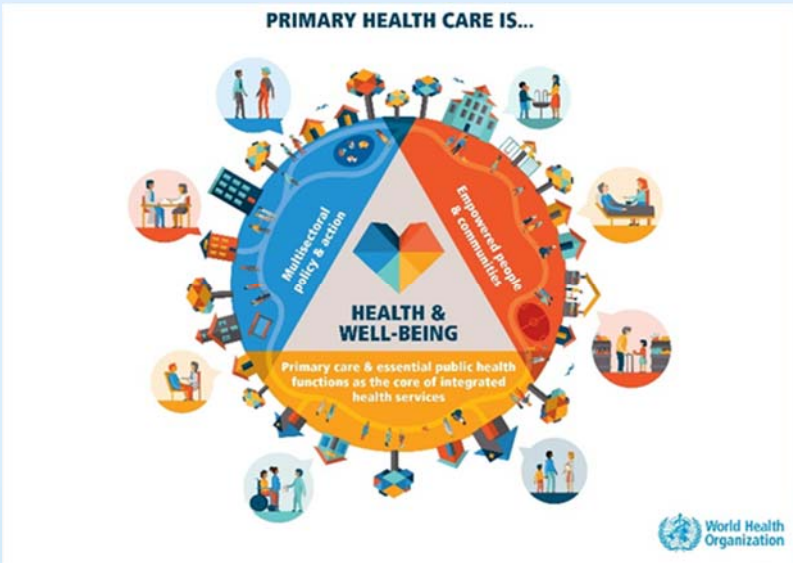 PRIMARY HEALTH CARE IS...
Multisectoral
policy & action
Empowered people
& communities
HEALTH &
WELL-BEING
Primary care & essential public health
functions as the core of integrated
health services
World Health
Organization